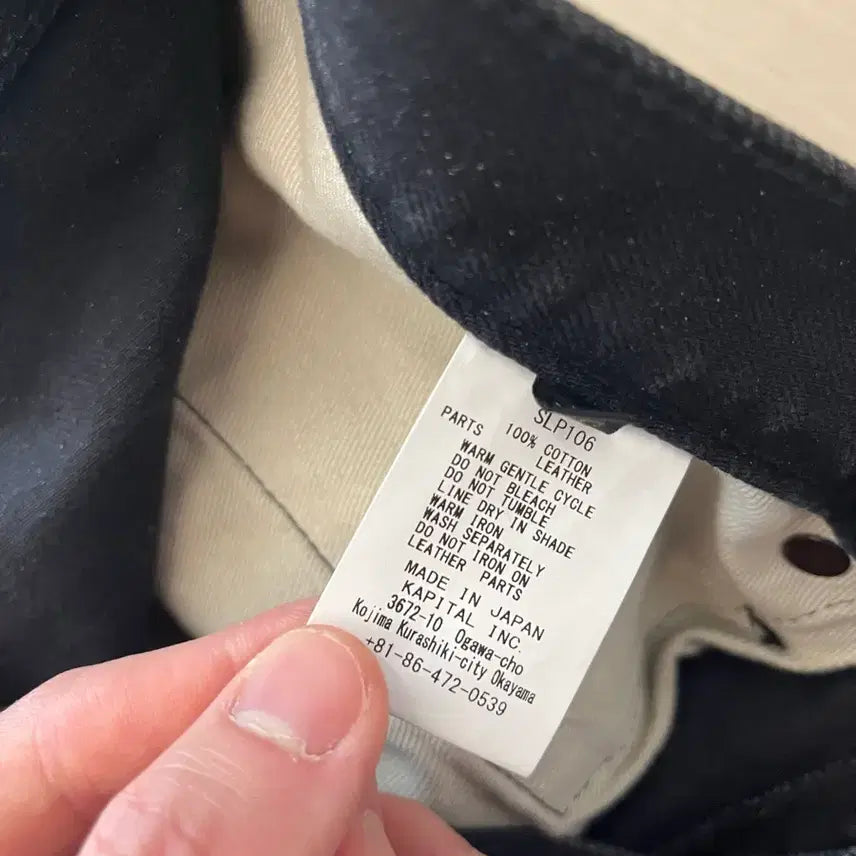 SLP106
100% COTTON
PARTS LEATHER
WARM GENTLE CYCLE
DO NOT BLEACH
DO NOT TUMBLE
LINE DRY IN SHADE
WARM IRON
WASH SEPARATELY
DO NOT IRON ON
LEATHER PARTS
MADE IN JAPAN
KAPITAL INC.
3672-10 Ogawa-cho
Kojima Kurashiki-city Okayama
+81-86-472-0539